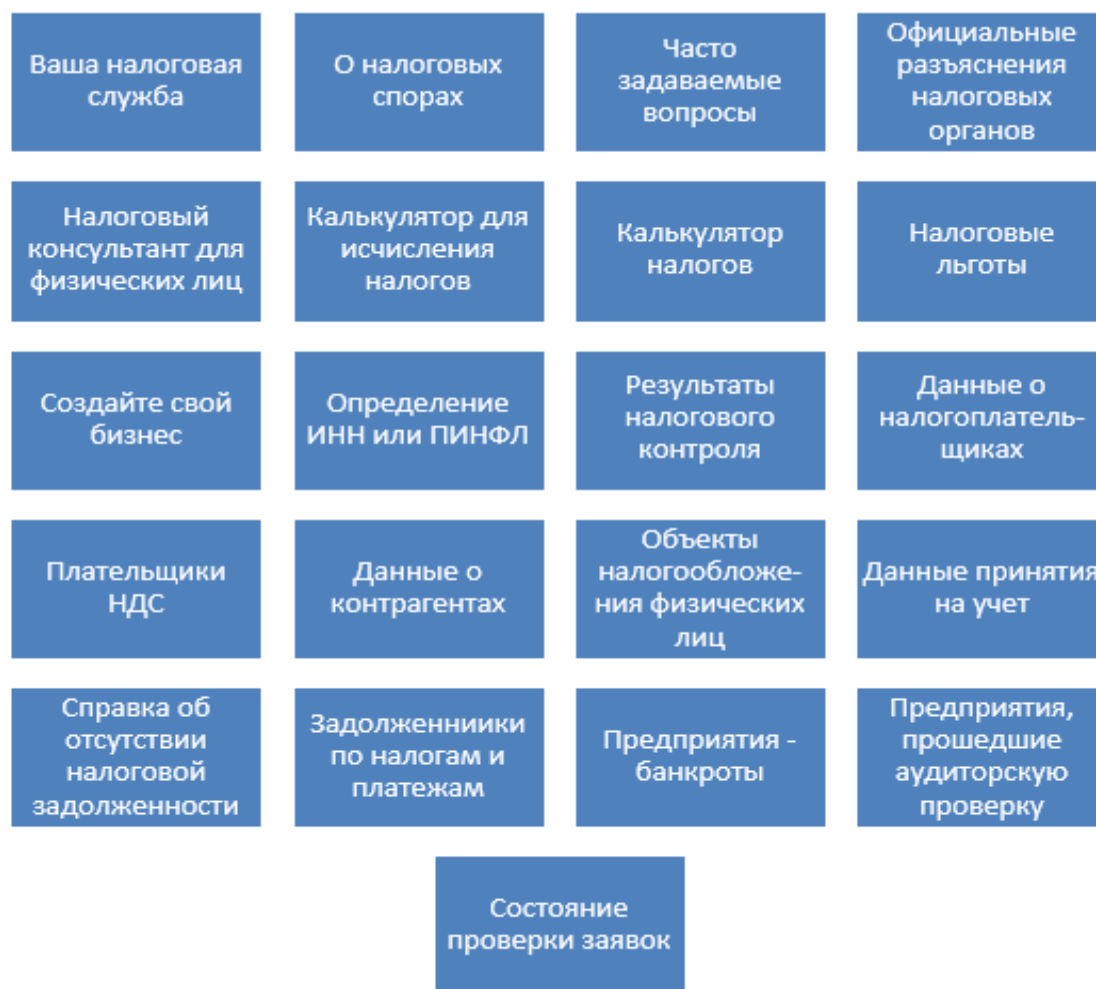 Ваша налоговая
служба
О налоговых
спорах
Часто
задаваемые
вопросы
Официальные
разъяснения
налоговых
органов
Налоговый
консультант для
физических лиц
Калькулятор для
исчисления
налогов
Калькулятор
налогов
Налоговые
льготы
Создайте свой
бизнес
Определение
ИНН или ПИНФЛ
Результаты
налогового
контроля
Данные о
налогоплатель-
щиках
Плательщики
НДС
Данные о
контрагентах
Объекты
налогообложе-
ния физических
лиц
Данные принятия
на учет
Справка об
отсутствии
налоговой
задолженности
Задолженниики
по налогам и
платежам
Предприятия -
банкроты
Предприятия,
прошедшие
аудиторскую
проверку
Состояние
проверки заявок